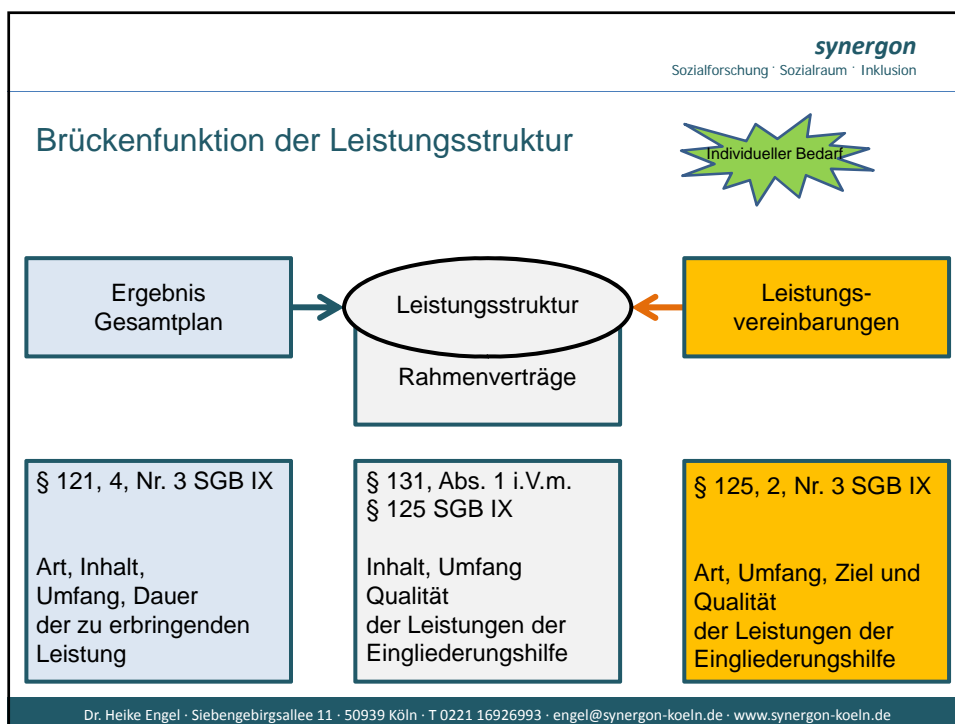 synergon
Sozialforschung · Sozialraum · Inklusion
Brückenfunktion der Leistungsstruktur
Individueller Bedarf
Ergebnis
Gesamtplan
Leistungsstruktur
Leistungs-
vereinbarungen
Rahmenverträge
§ 121, 4, Nr. 3 SGB IX
Art, Inhalt,
Umfang, Dauer
der zu erbringenden
Leistung
§ 131, Abs. 1 i.V.m.
§ 125 SGB IX
Inhalt, Umfang
Qualität
der Leistungen der
Eingliederungshilfe
§ 125, 2, Nr. 3 SGB IX
Art, Umfang, Ziel und
Qualität
der Leistungen der
Eingliederungshilfe
Dr. Heike Engel · Siebengebirgsallee 11 · 50939 Köln · T 0221 16926993 · engel@synergon-koeln.de · www.synergon-koeln.de